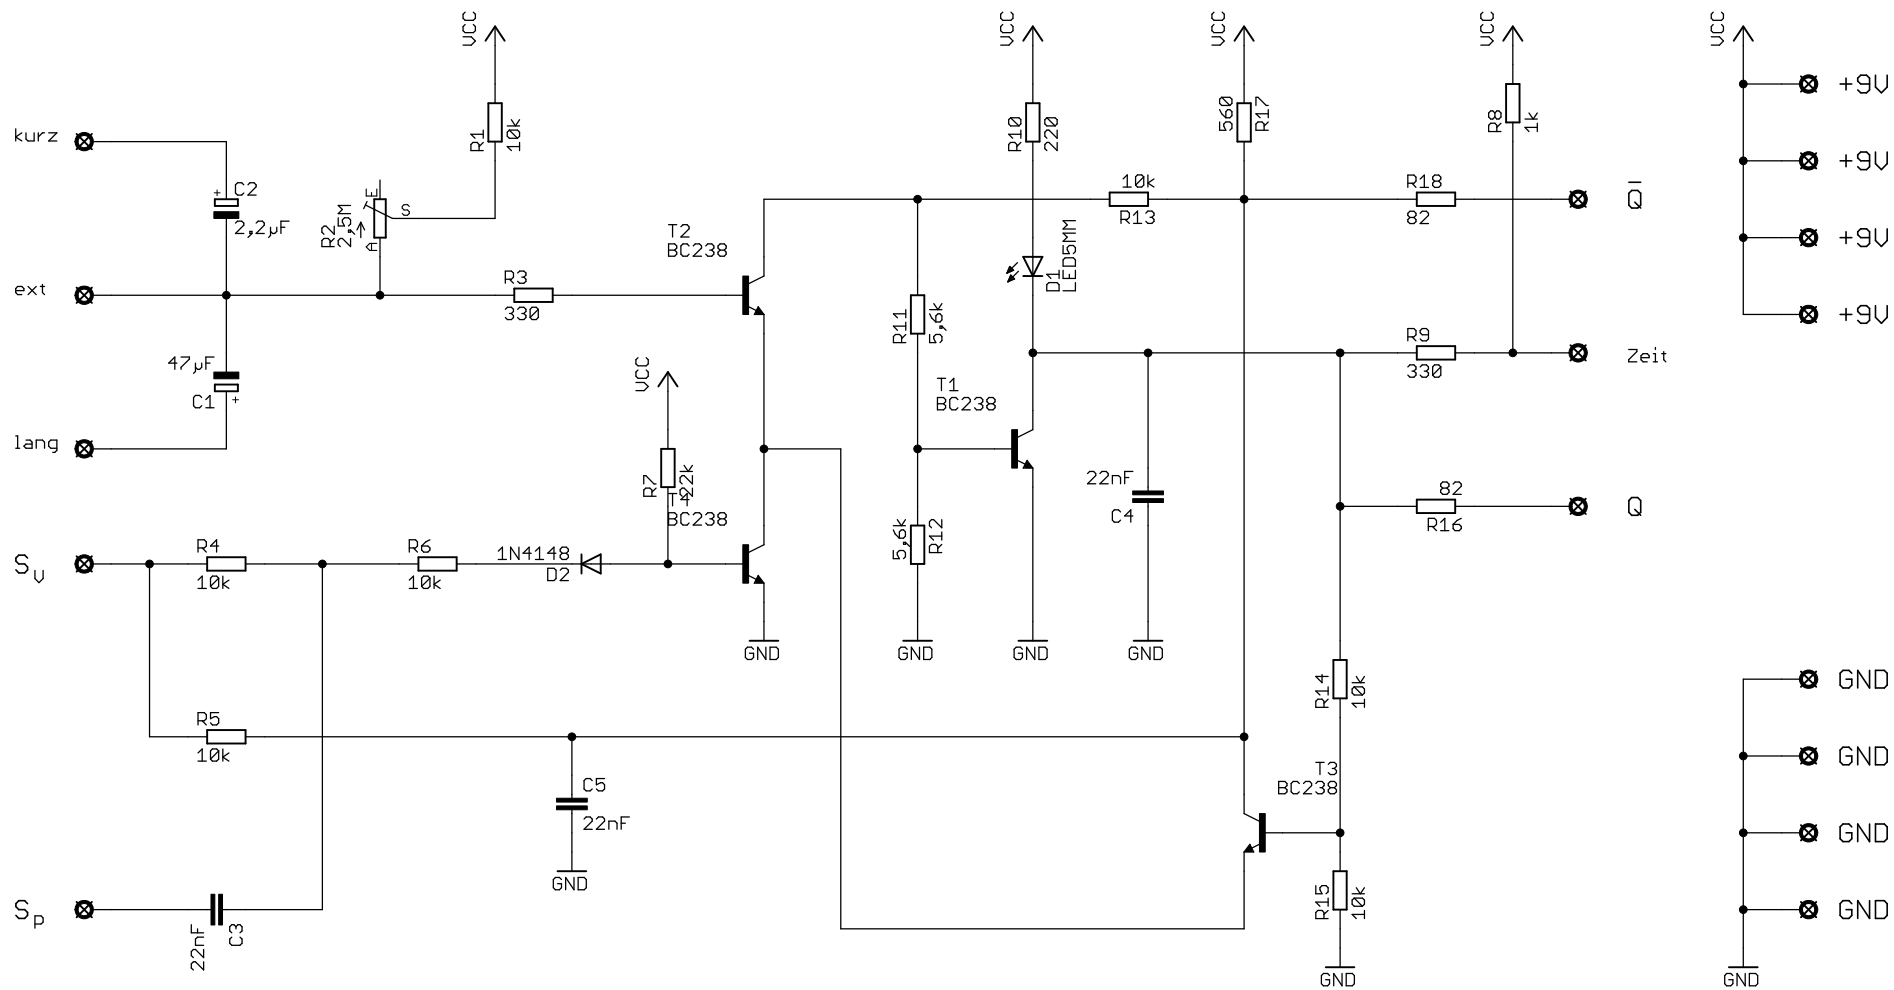 VCC
VCC
VCC
VCC
VCC
+9V
+9V
+9V
+9V
kurz
C2
+
2,2µF
R1
10k
R10
220
560
R17
R8
1k
E
S
A
R2
2,5M
T2
BC238
10k
R13
R18
82
Q̅
ext
R3
330
D1
LED5MM
R11
5,6k
R9
330
Zeit
47µF
C1
+
VCC
T1
BC238
lang
R7
22k
T4
BC238
22nF
C4
82
R16
Q
S
V
R4
10k
R6
10k
1N4148
D2
5,6k
R12
GND
GND
GND
GND
R14
10k
GND
GND
GND
GND
R5
10k
C5
22nF
GND
T3
BC238
R15
10k
S
P
22nF
C3
GND
GND